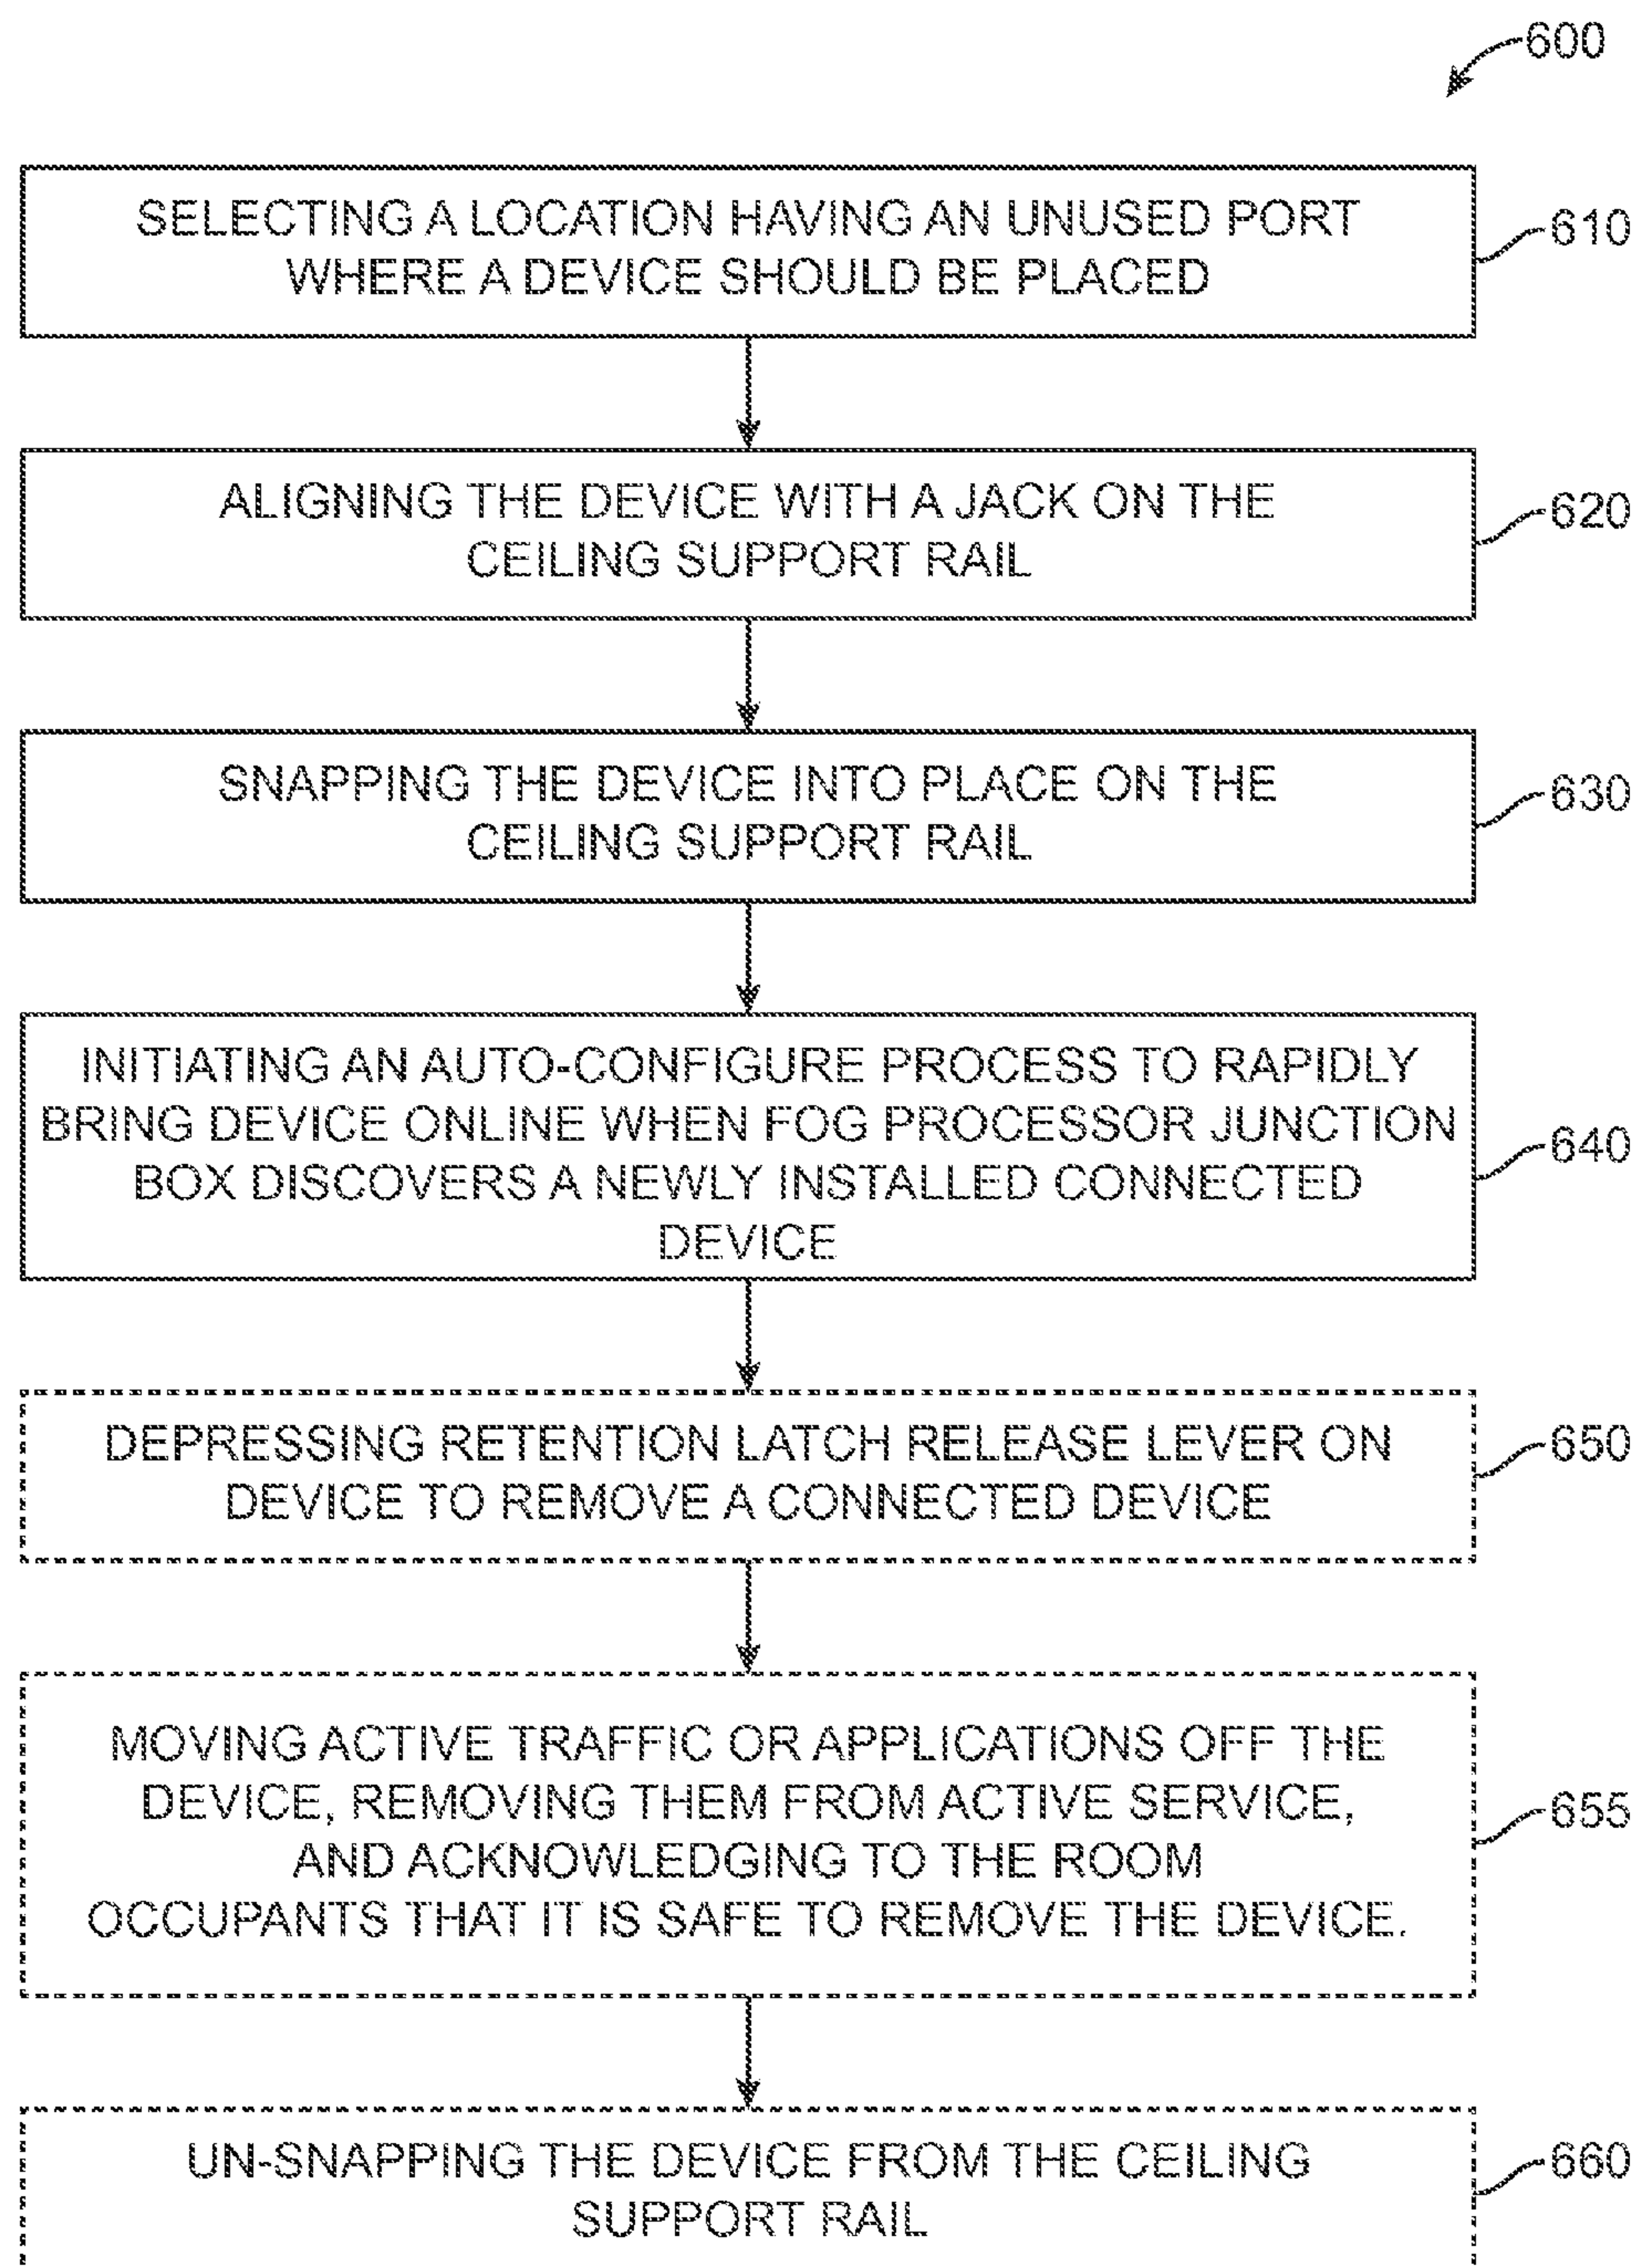 600
SELECTING A LOCATION HAVING AN UNUSED PORT
WHERE A DEVICE SHOULD BE PLACED
610
ALIGNING THE DEVICE WITH A JACK ON THE
CEILING SUPPORT RAIL
620
SNAPPING THE DEVICE INTO PLACE ON THE
CEILING SUPPORT RAIL
630
INITIATING AN AUTO-CONFIGURE PROCESS TO RAPIDLY
BRING DEVICE ONLINE WHEN FOG PROCESSOR JUNCTION
BOX DISCOVERS A NEWLY INSTALLED CONNECTED
DEVICE
640
DEPRESSING RETENTION LATCH RELEASE LEVER ON
DEVICE TO REMOVE A CONNECTED DEVICE
650
MOVING ACTIVE TRAFFIC OR APPLICATIONS OFF THE
DEVICE, REMOVING THEM FROM ACTIVE SERVICE,
AND ACKNOWLEDGING TO THE ROOM
OCCUPANTS THAT IT IS SAFE TO REMOVE THE DEVICE.
655
UN-SNAPPING THE DEVICE FROM THE CEILING
SUPPORT RAIL
660